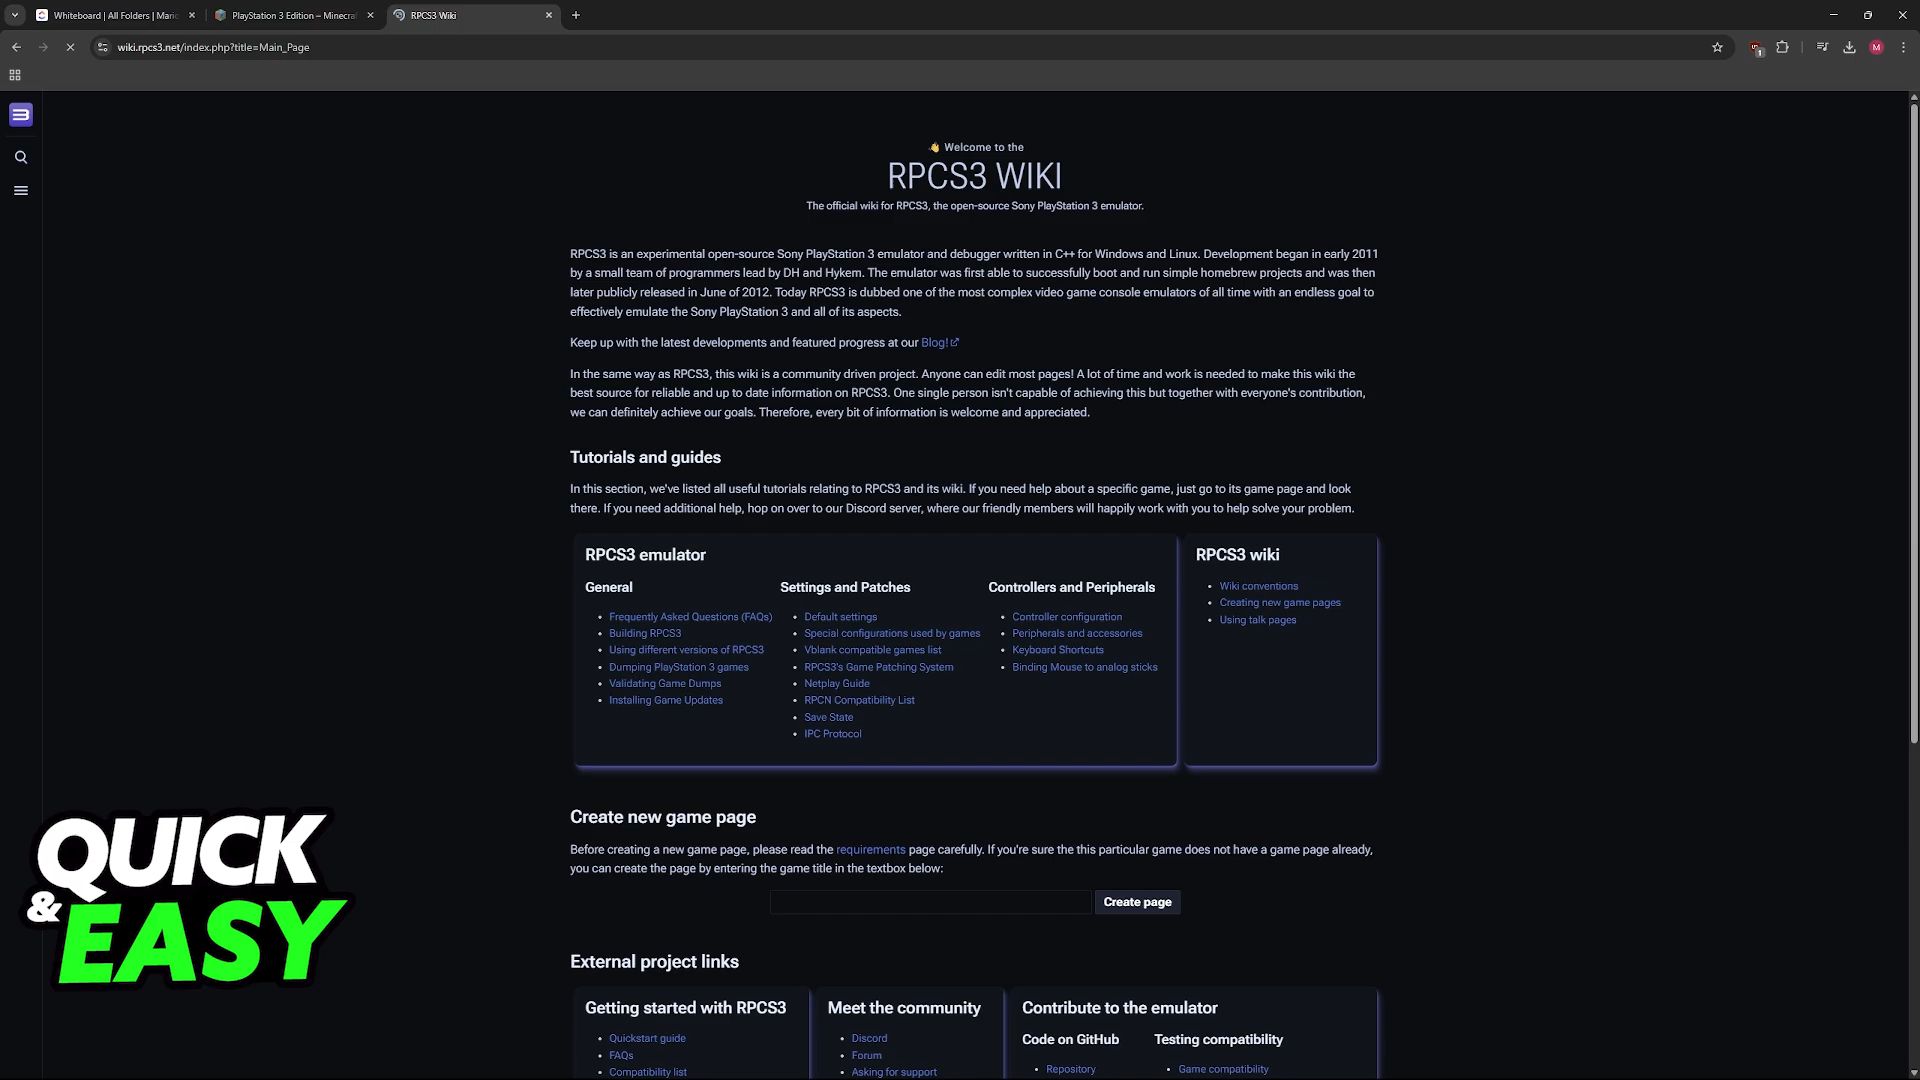 Whiteboard | All Folders | Maric
PlayStation 3 Edition – Minecraf
RPCS3 Wiki
wiki.rpcs3.net/index.php?title=Main_Page
1
M
Welcome to the
RPCS3 WIKI
The official wiki for RPCS3, the open-source Sony PlayStation 3 emulator.
RPCS3 is an experimental open-source Sony PlayStation 3 emulator and debugger written in C++ for Windows and Linux. Development began in early 2011
by a small team of programmers lead by DH and Hykem. The emulator was first able to successfully boot and run simple homebrew projects and was then
later publicly released in June of 2012. Today RPCS3 is dubbed one of the most complex video game console emulators of all time with an endless goal to
effectively emulate the Sony PlayStation 3 and all of its aspects.
Keep up with the latest developments and featured progress at our Blog!
In the same way as RPCS3, this wiki is a community driven project. Anyone can edit most pages! A lot of time and work is needed to make this wiki the
best source for reliable and up to date information on RPCS3. One single person isn't capable of achieving this but together with everyone's contribution,
we can definitely achieve our goals. Therefore, every bit of information is welcome and appreciated.
Tutorials and guides
In this section, we've listed all useful tutorials relating to RPCS3 and its wiki. If you need help about a specific game, just go to its game page and look
there. If you need additional help, hop on over to our Discord server, where our friendly members will happily work with you to help solve your problem.
RPCS3 emulator
General
Frequently Asked Questions (FAQs)
Building RPCS3
Using different versions of RPCS3
Dumping PlayStation 3 games
Validating Game Dumps
Installing Game Updates
Settings and Patches
Default settings
Special configurations used by games
Vblank compatible games list
RPCS3's Game Patching System
Netplay Guide
RPCN Compatibility List
Save State
IPC Protocol
Controllers and Peripherals
Controller configuration
Peripherals and accessories
Keyboard Shortcuts
Binding Mouse to analog sticks
RPCS3 wiki
Wiki conventions
Creating new game pages
Using talk pages
Create new game page
Before creating a new game page, please read the requirements page carefully. If you're sure the this particular game does not have a game page already,
you can create the page by entering the game title in the textbox below:
Create page
External project links
Getting started with RPCS3
Quickstart guide
FAQs
Compatibility list
Meet the community
Discord
Forum
Asking for support
Contribute to the emulator
Code on GitHub
Repository
Testing compatibility
Game compatibility
QUICK
& EASY